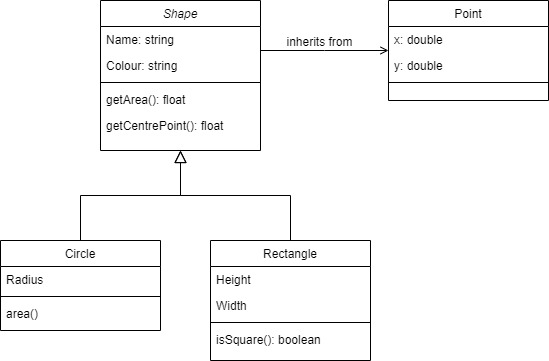 Shape
Name: string
Colour: string
getArea(): float
getCentrePoint(): float
inherits from
Point
x: double
y: double
Circle
Radius
area()
Rectangle
Height
Width
isSquare(): boolean